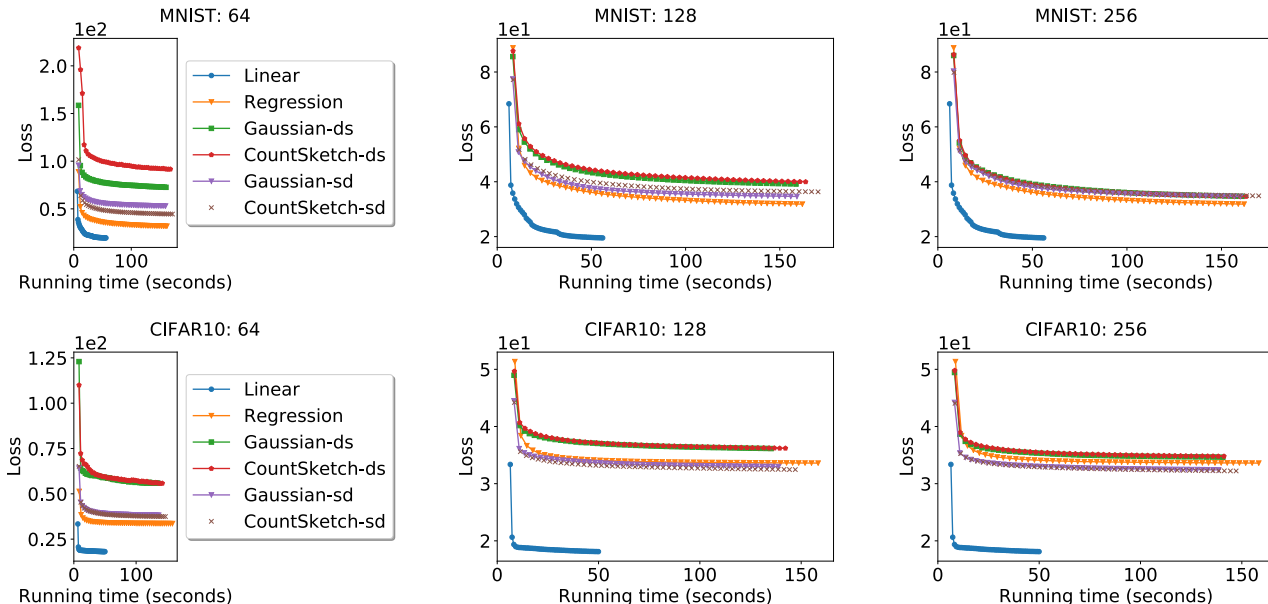 MNIST: 64
1e2
2.0
1.5
1.0
0.5
0
100
Loss
Running time (seconds)
Linear
Regression
Gaussian-ds
CountSketch-ds
Gaussian-sd
CountSketch-sd
MNIST: 128
1e1
8
6
4
2
0
50
100
150
Loss
Running time (seconds)
MNIST: 256
1e1
8
6
4
2
0
50
100
150
Loss
Running time (seconds)
CIFAR10: 64
1e2
1.25
1.00
0.75
0.50
0.25
0
100
Loss
Running time (seconds)
Linear
Regression
Gaussian-ds
CountSketch-ds
Gaussian-sd
CountSketch-sd
CIFAR10: 128
1e1
5
4
3
2
0
50
100
150
Loss
Running time (seconds)
CIFAR10: 256
1e1
5
4
3
2
0
50
100
150
Loss
Running time (seconds)